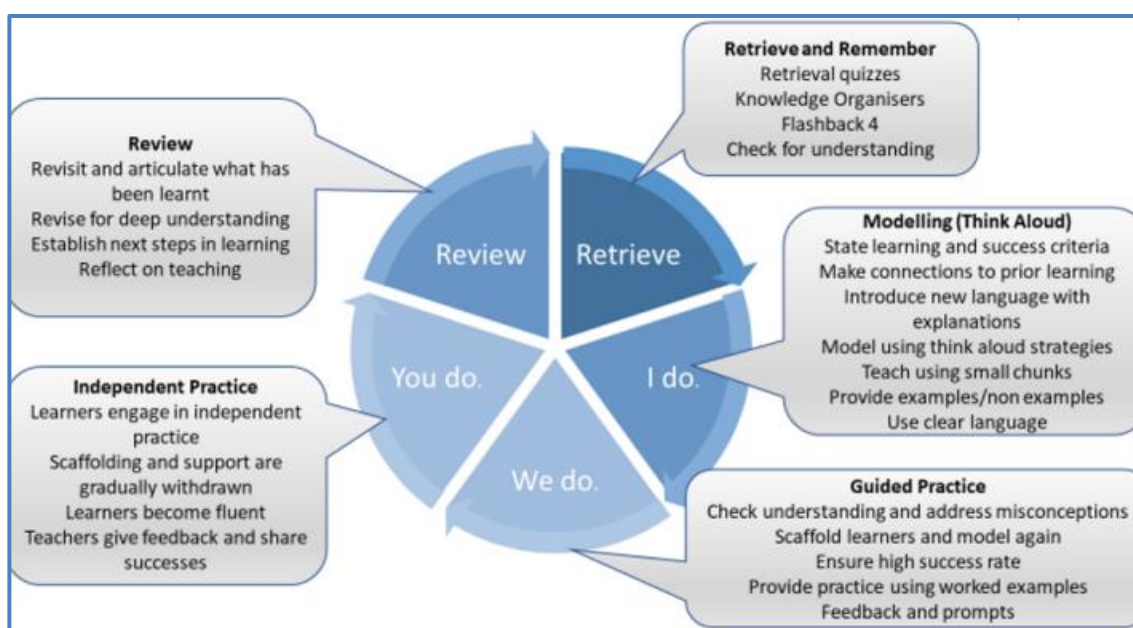 Retrieve and Remember
Retrieval quizzes
Knowledge Organisers
Flashback 4
Check for understanding
Review
Revisit and articulate what has
been learnt
Revise for deep understanding
Establish next steps in learning
Reflect on teaching
Modelling (Think Aloud)
State learning and success criteria
Make connections to prior learning
Introduce new language with
explanations
Model using think aloud strategies
Teach using small chunks
Provide examples/non examples
Use clear language
Review
Retrieve
You do.
I do.
We do.
Independent Practice
Learners engage in independent
practice
Scaffolding and support are
gradually withdrawn
Learners become fluent
Teachers give feedback and share
successes
Guided Practice
Check understanding and address misconceptions
Scaffold learners and model again
Ensure high success rate
Provide practice using worked examples
Feedback and prompts